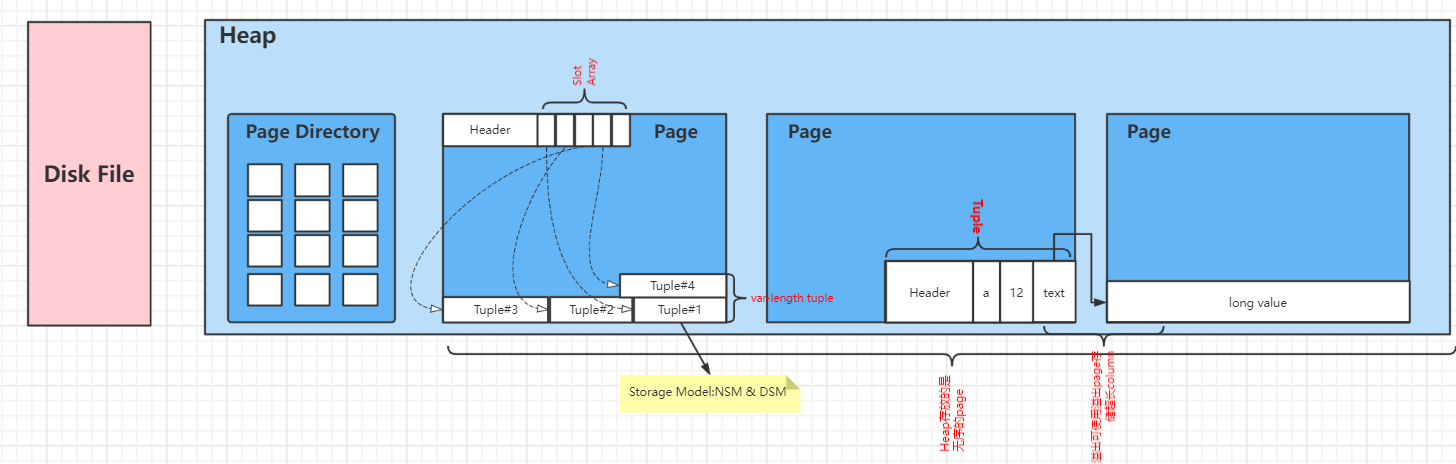 Heap
Disk File
Page Directory
Slot
Array
Header
Page
Tuple#4
Tuple#3
Tuple#2
Tuple#1
var-length tuple
Storage Model:NSM & DSM
Page
Tuple
Header
a
12
text
Page
long value
Heap存放的是
无序的page
溢出可使用溢出page存
储超长column